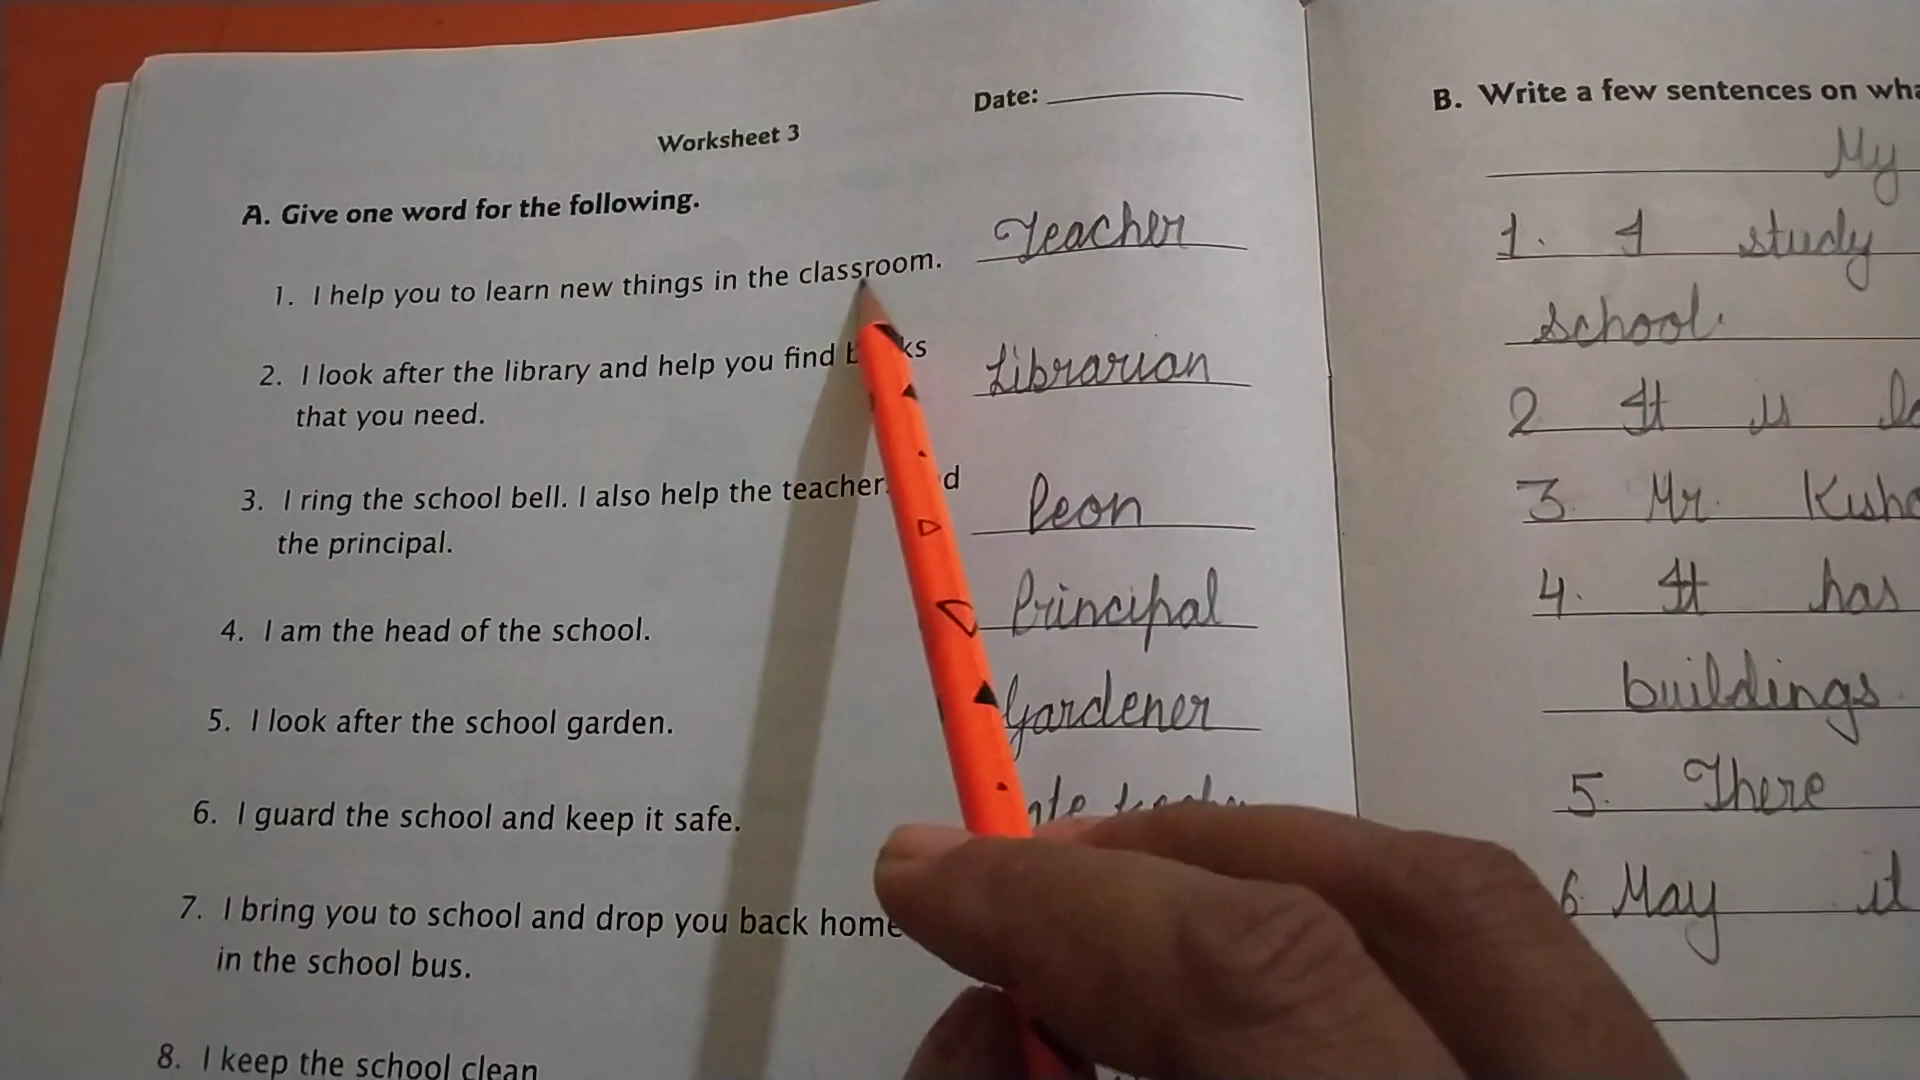 Date:
Worksheet 3
A. Give one word for the following.
1. I help you to learn new things in the classroom. Teacher
2. I look after the library and help you find Librarian
that you need.
3. I ring the school bell. I also help the Peon
the principal.
4. I am the head of the school. Principal
5. I look after the school garden. Gardener
6. I guard the school and keep it safe.
7. I bring you to school and drop you back home
in the school bus.
8. I keep the school clean
B. Write a few sentences on
My
1. I study
school.
2 It is
3. Mr.
4. It has
buildings
5. There
6. May it